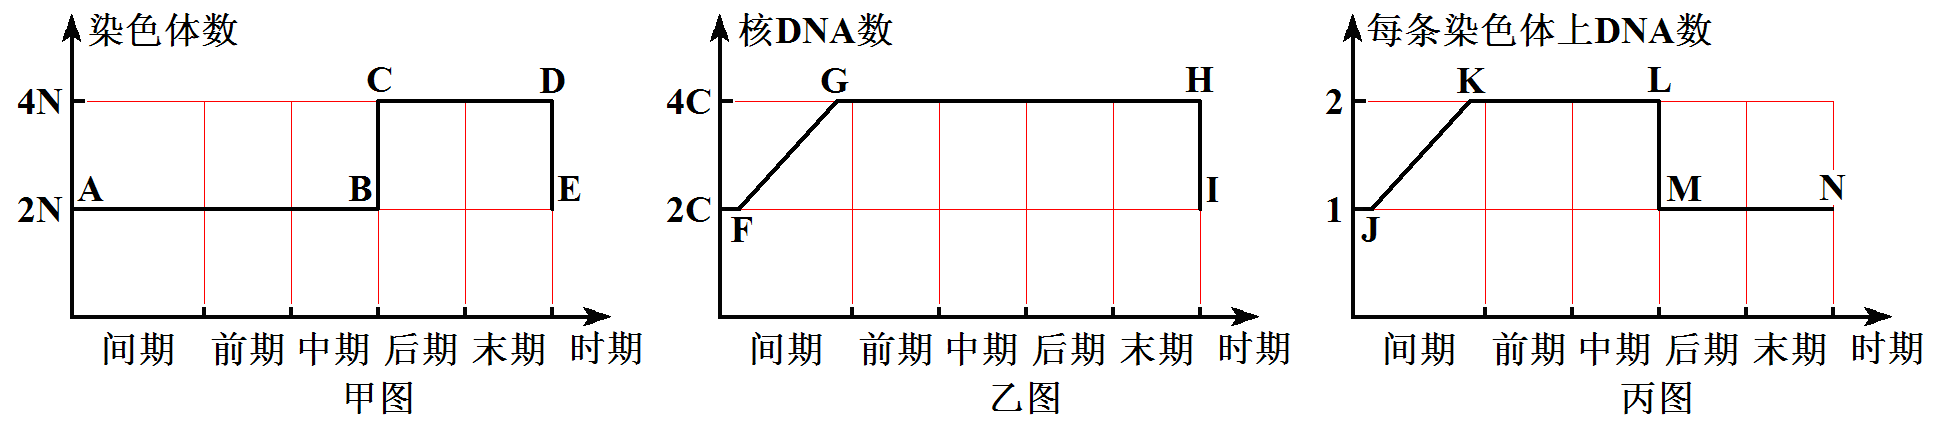 染色体数
4N
2N
A
B
C
D
E
间期 前期 中期 后期 末期 时期
甲图
核DNA数
4C
2C
F
G
H
I
间期 前期 中期 后期 末期 时期
乙图
每条染色体上DNA数
2
1
J
K
L
M
N
间期 前期 中期 后期 末期 时期
丙图